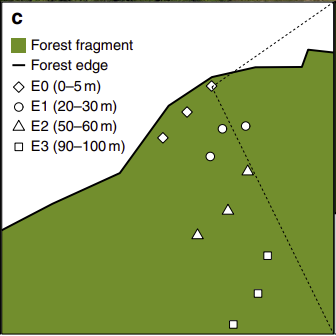 c
Forest fragment
Forest edge
E0 (0–5 m)
E1 (20–30 m)
E2 (50–60 m)
E3 (90–100 m)